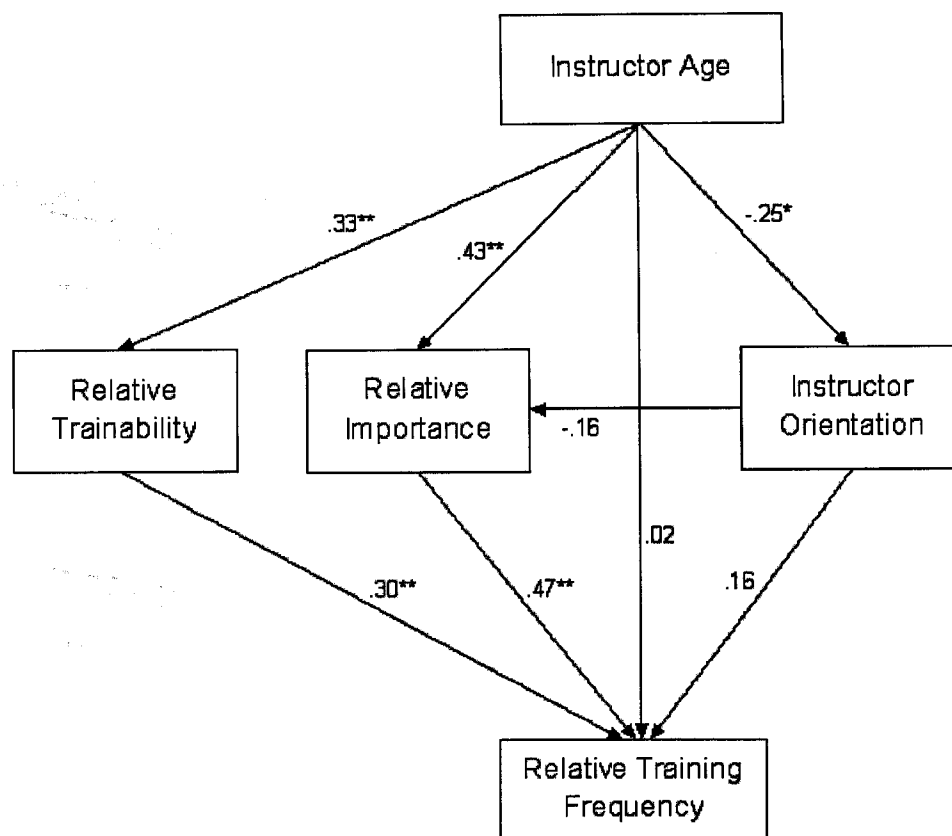 Instructor Age
.33**
.43**
-.25*
Relative
Trainability
Relative
Importance
Instructor
Orientation
-.16
.02
.30**
.47**
.16
Relative Training
Frequency